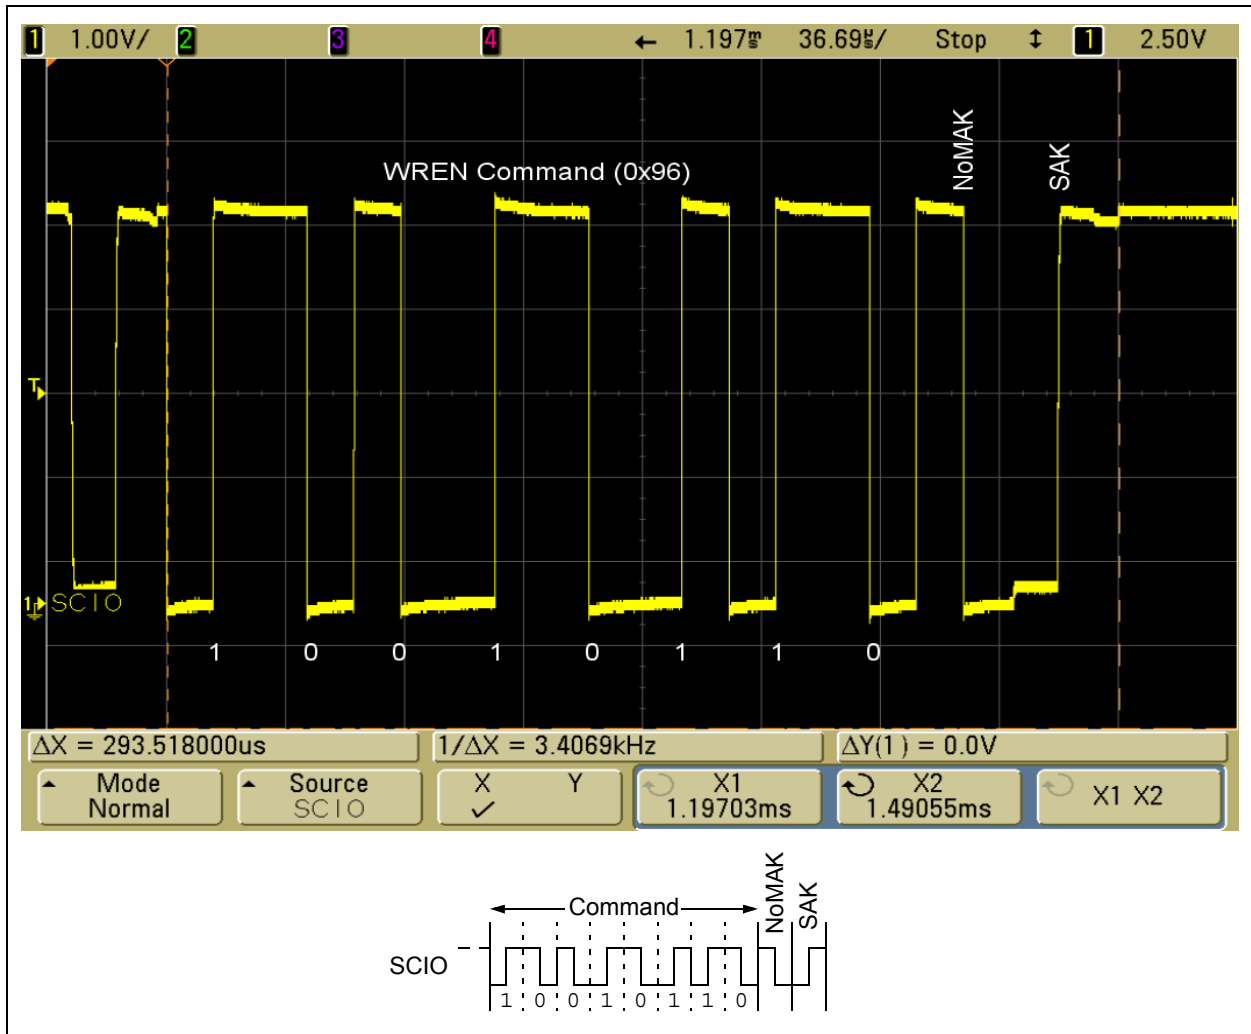 1 1.00V/ 2 3 4 ← 1.197ms 36.69us/ Stop ↕ 1 2.50V
NoMAK
SAK
WREN Command (0x96)
T
1 SCIO
1 0 0 1 0 1 1 0
ΔX = 293.518000us 1/ΔX = 3.4069kHz ΔY(1) = 0.0V
Mode Source X Y X1 X2 X1 X2
Normal SCIO ✓ 1.19703ms 1.49055ms
Command
NoMAK
SAK
SCIO
1 0 0 1 0 1 1 0